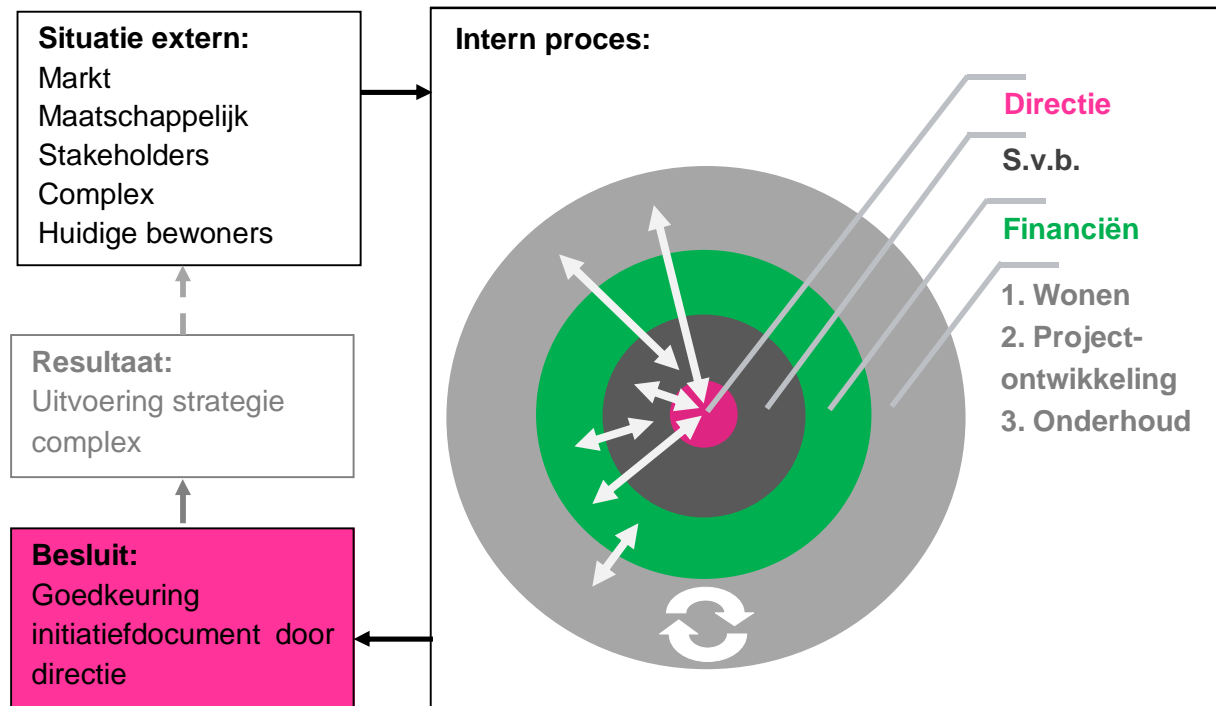 Situatie extern:
Markt
Maatschappelijk
Stakeholders
Complex
Huidige bewoners
Resultaat:
Uitvoering strategie
complex
Besluit:
Goedkeuring
initiatiefdocument door
directie
Intern proces:
Directie
S.v.b.
Financiën
1. Wonen
2. Project-
ontwikkeling
3. Onderhoud